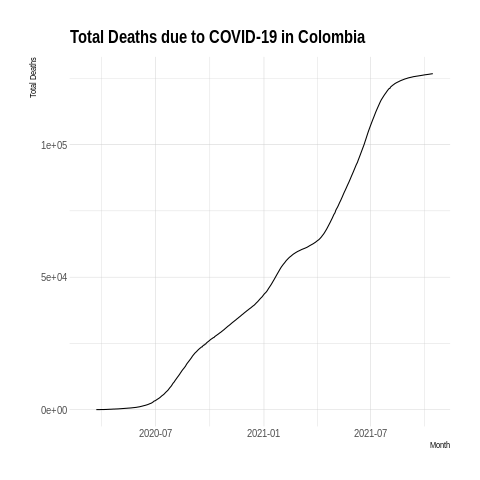 Total Deaths due to COVID-19 in Colombia
Total Deaths
1e+05
5e+04
0e+00
2020-07 2021-01 2021-07
Month